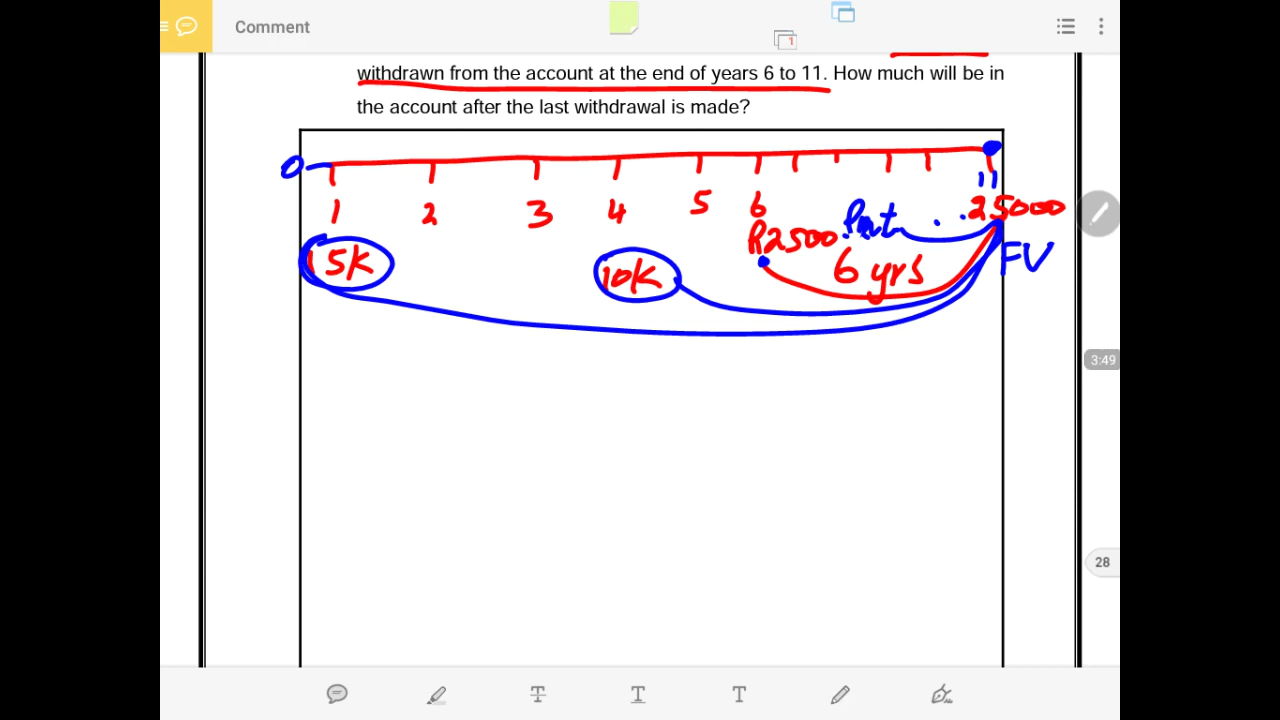 Comment
1
withdrawn from the account at the end of years 6 to 11. How much will be in
the account after the last withdrawal is made?
0
1 2 3 4 5 6 11
R2500 Pmt 25000
15K 10K 6 yrs FV
3:49
28
T T T